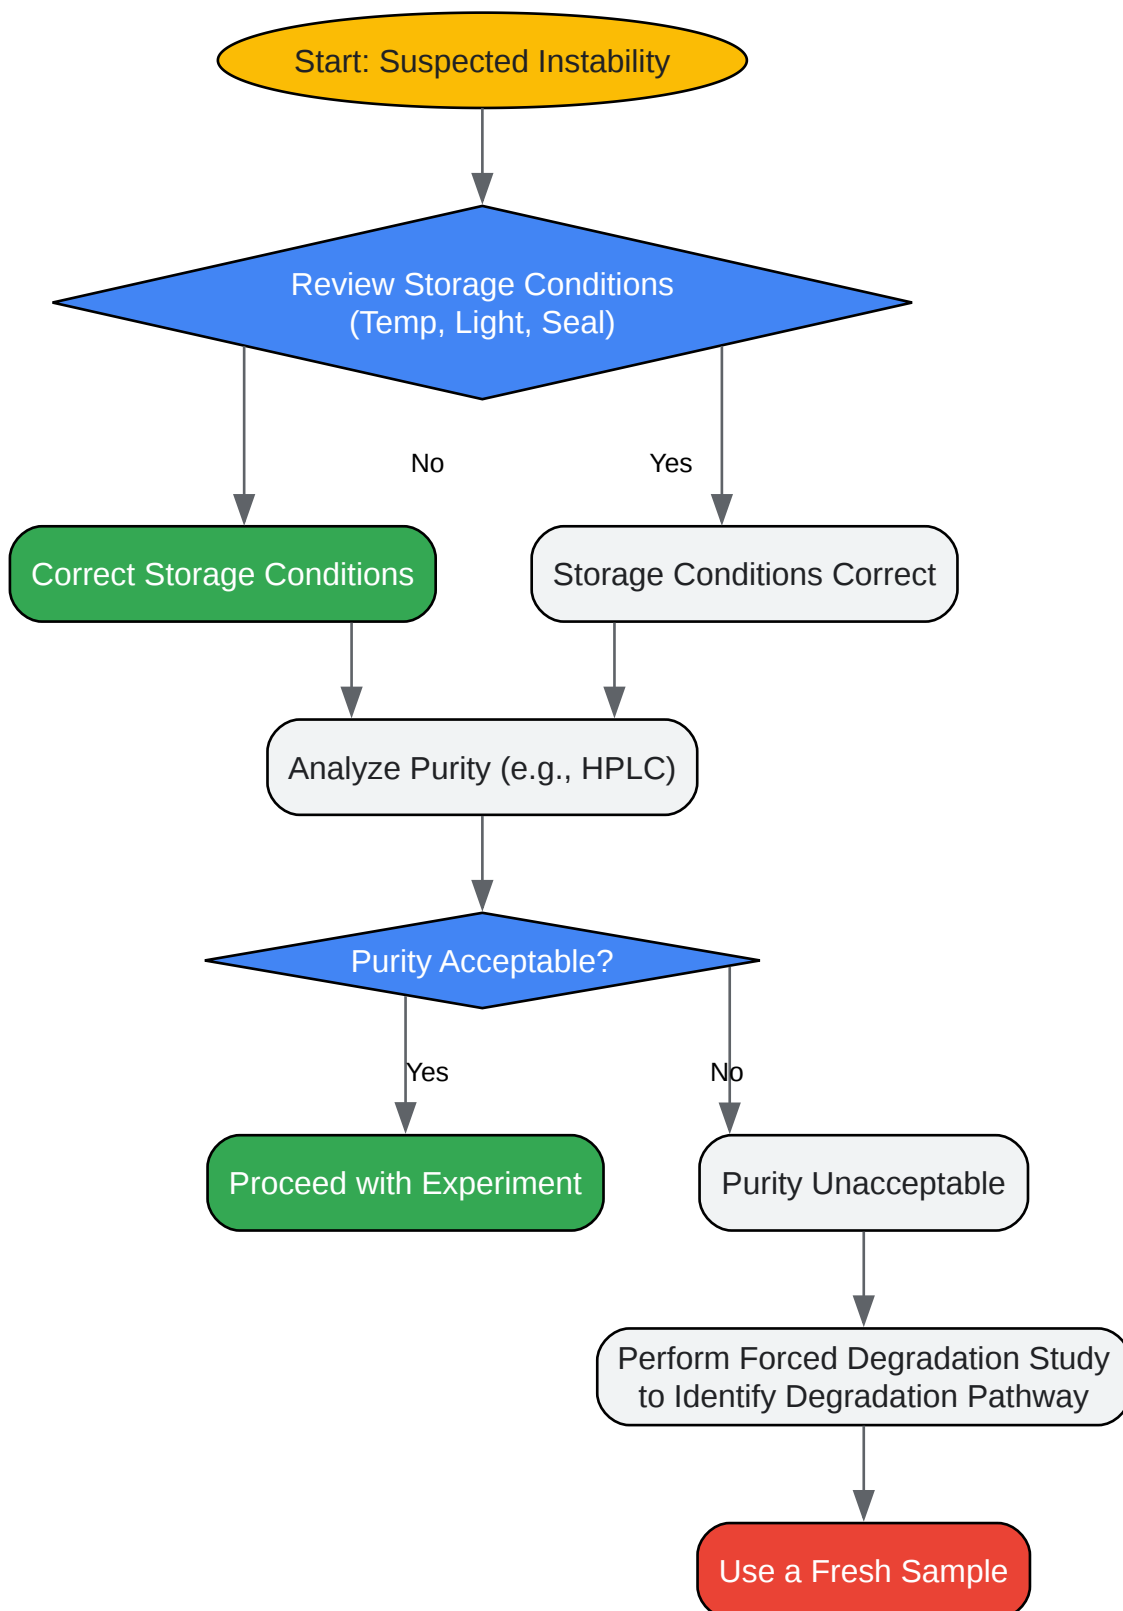 Start: Suspected Instability
Review Storage Conditions
(Temp, Light, Seal)
No
Yes
Correct Storage Conditions
Storage Conditions Correct
Analyze Purity (e.g., HPLC)
Purity Acceptable?
Yes
No
Proceed with Experiment
Purity Unacceptable
Perform Forced Degradation Study
to Identify Degradation Pathway
Use a Fresh Sample